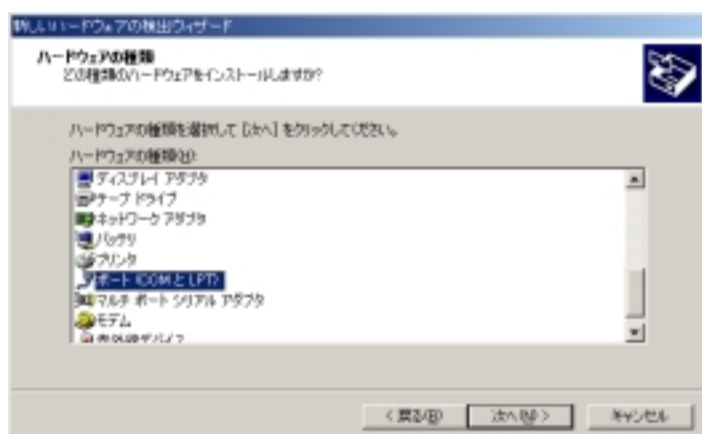 新しいハードウェアの検出ウィザード
ハードウェアの種類
どの種類のハードウェアをインストールしますか?
ハードウェアの種類を選択して [次へ] をクリックしてください。
ハードウェアの種類(H):
ディスプレイ アダプタ
テープ ドライブ
ネットワーク アダプタ
バッテリ
プリンタ
ポート (COM と LPT)
マルチ ポート シリアル アダプタ
モデム
赤外線デバイス
< 戻る(B)
次へ(N) >
キャンセル